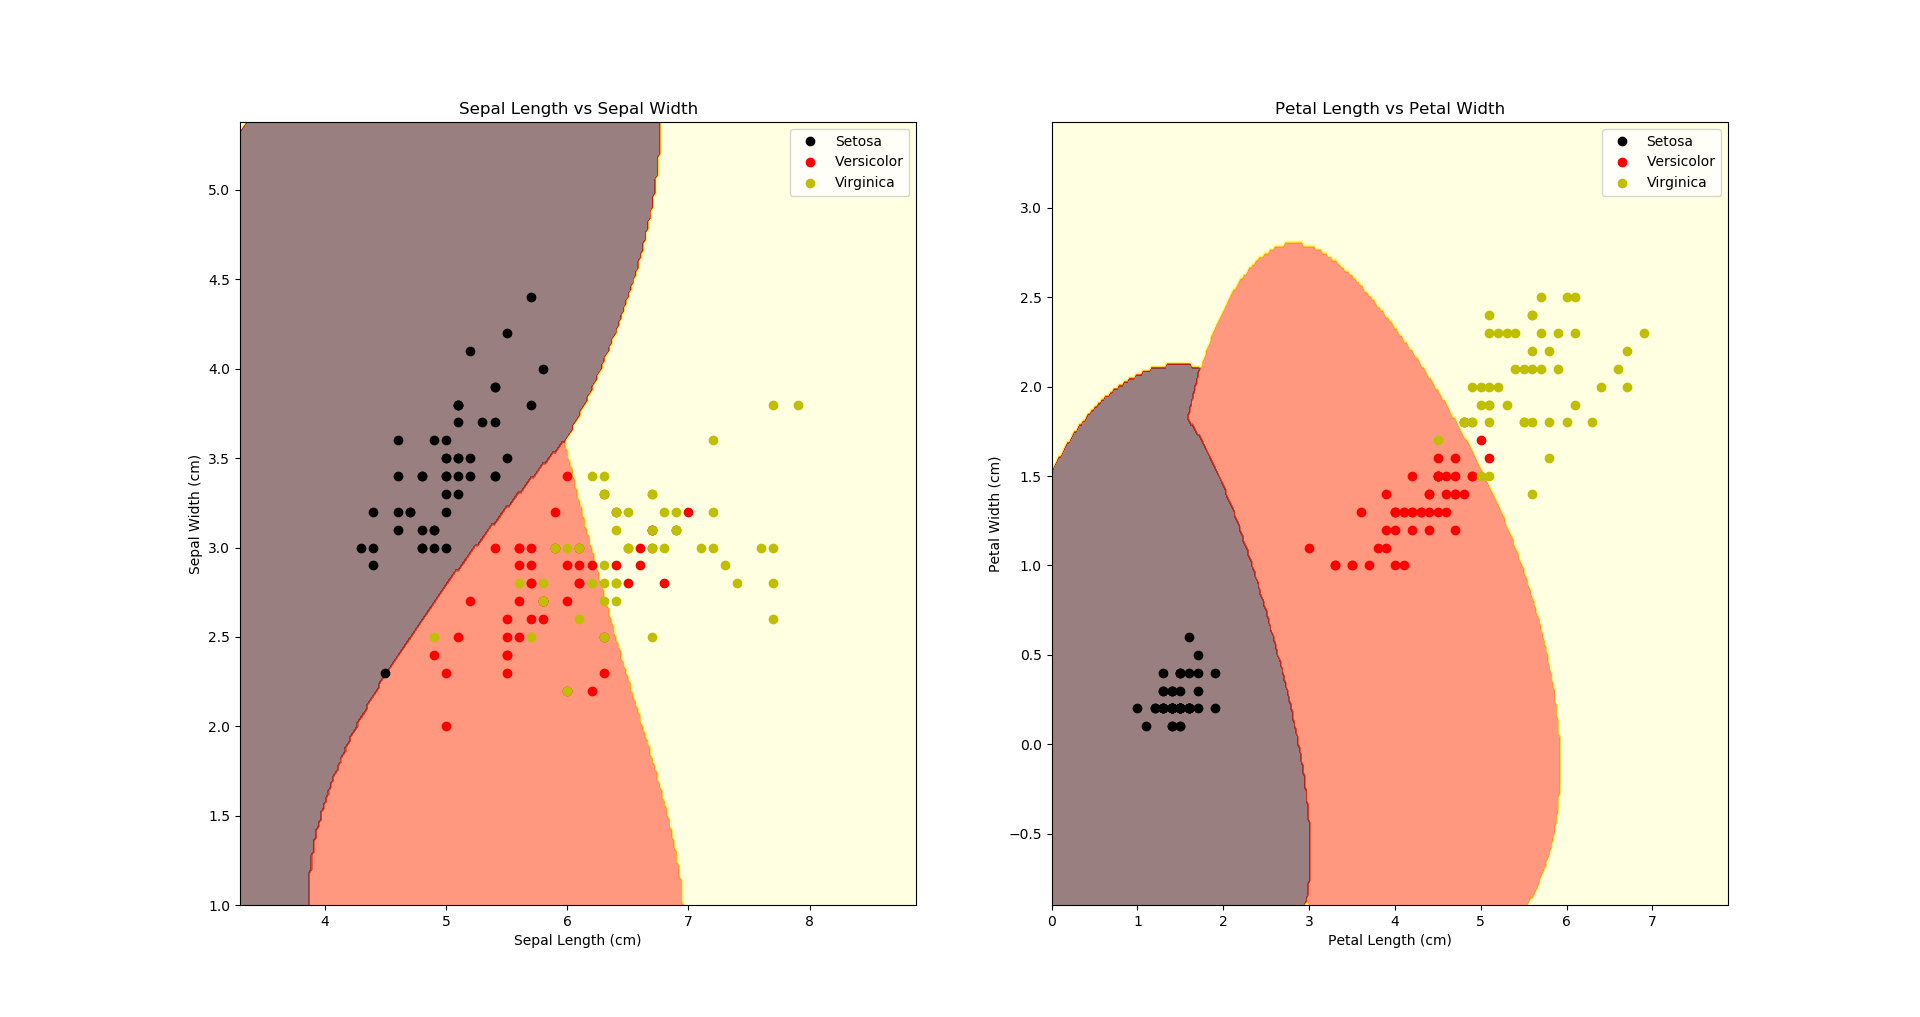 Sepal Length vs Sepal Width
Setosa
Versicolor
Virginica
5.0
4.5
4.0
3.5
3.0
2.5
2.0
1.5
1.0
Sepal Width (cm)
4 5 6 7 8
Sepal Length (cm)
Petal Length vs Petal Width
Setosa
Versicolor
Virginica
3.0
2.5
2.0
1.5
1.0
0.5
0.0
−0.5
Petal Width (cm)
0 1 2 3 4 5 6 7
Petal Length (cm)